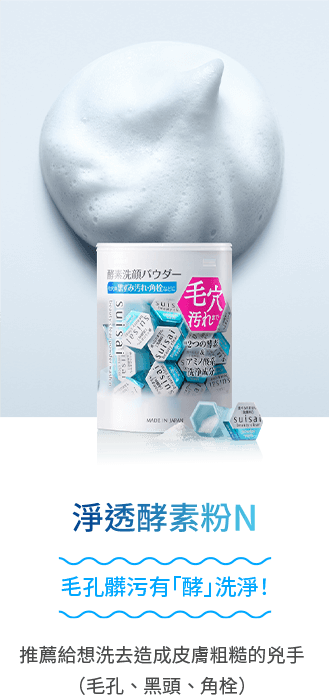 酵素洗顔パウダー
黒ずみ汚れ・角栓などに
毛穴
汚れまで
2つの酵素
&
アミノ酸系
洗浄成分
suisai
MADE IN JAPAN
suisai
淨透酵素粉N
毛孔髒污有「酵」洗淨!
推薦給想洗去造成皮膚粗糙的兇手
(毛孔、黑頭、角栓)